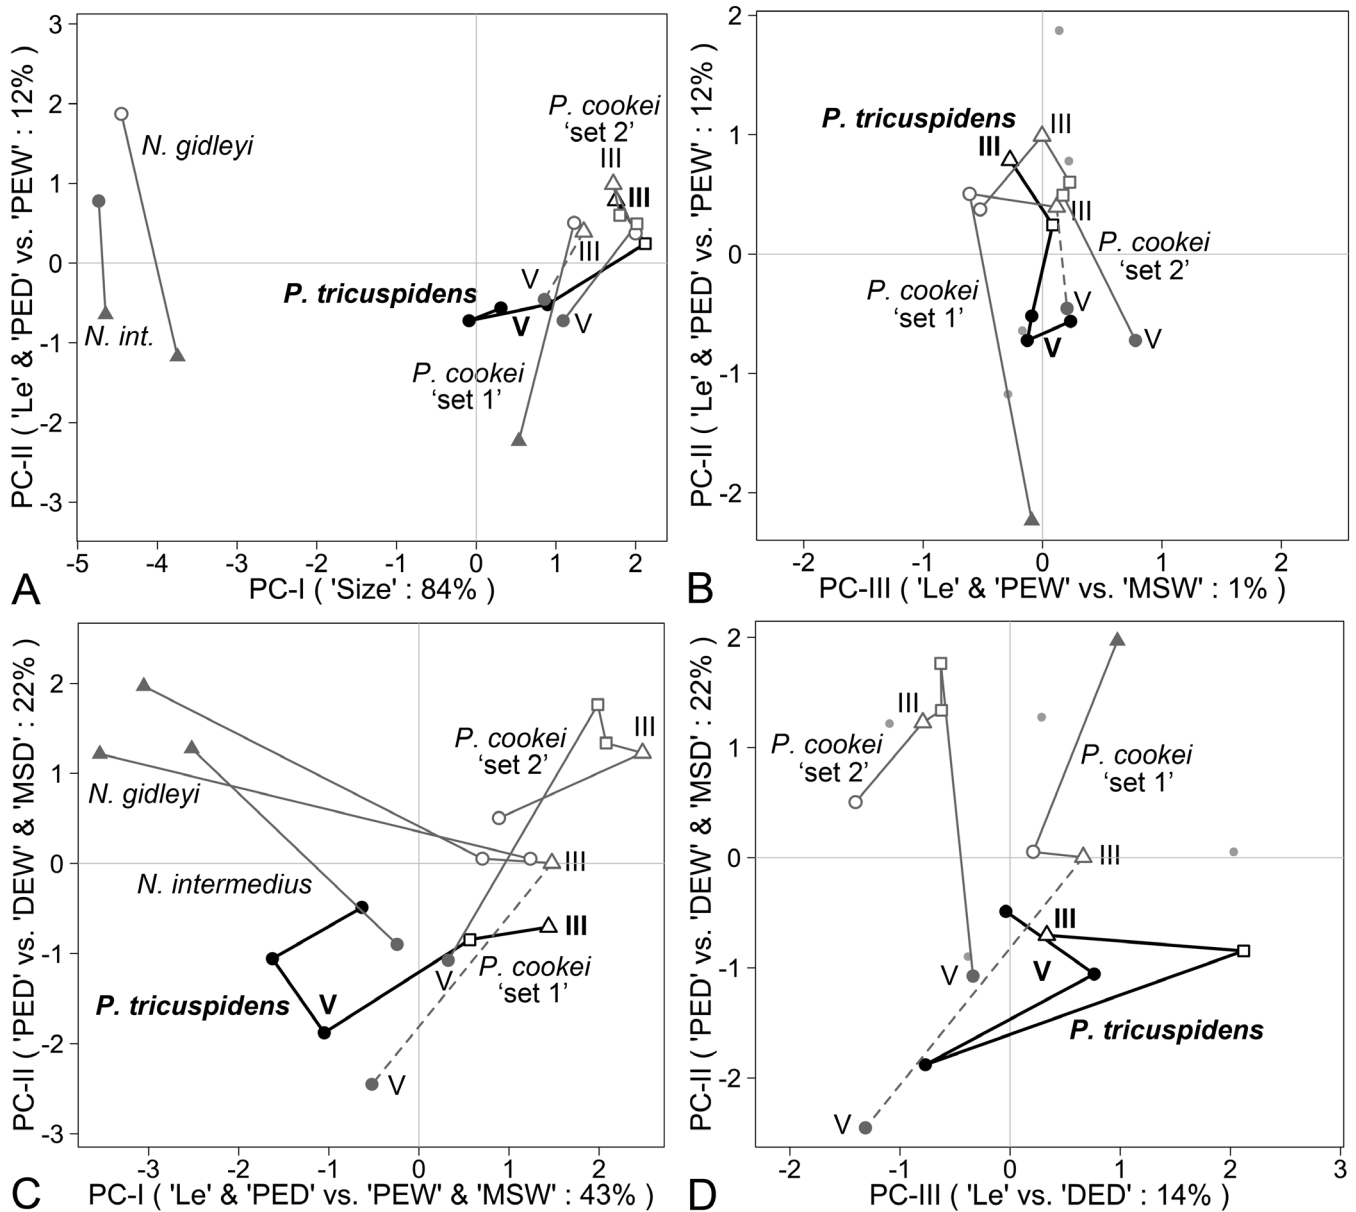 3
2
1
0
-1
-2
-3
-5
-4
-3
-2
-1
0
1
2
PC-II ( 'Le' & 'PED' vs. 'PEW' : 12% )
PC-I ( 'Size' : 84% )
A
N. gidleyi
N. int.
P. cookei
‘set 2’
III
III
III
P. tricuspidens
V
V
V
P. cookei
‘set 1’
2
1
0
-1
-2
-2
-1
0
1
2
PC-II ( 'Le' & 'PED' vs. 'PEW' : 12% )
PC-III ( 'Le' & 'PEW' vs. 'MSW' : 1% )
B
P. tricuspidens
III
III
III
P. cookei
‘set 2’
P. cookei
‘set 1’
V
V
V
2
1
0
-1
-2
-3
-3
-2
-1
0
1
2
PC-II ( 'PED' vs. 'DEW' & 'MSD' : 22% )
PC-I ( 'Le' & 'PED' vs. 'PEW' & 'MSW' : 43% )
C
N. gidleyi
N. intermedius
P. cookei
‘set 2’
III
III
III
P. cookei
‘set 1’
P. tricuspidens
V
V
V
2
1
0
-1
-2
-2
-1
0
1
2
3
PC-II ( 'PED' vs. 'DEW' & 'MSD' : 22% )
PC-III ( 'Le' vs. 'DED' : 14% )
D
III
P. cookei
‘set 2’
P. cookei
‘set 1’
III
III
V
V
P. tricuspidens
V